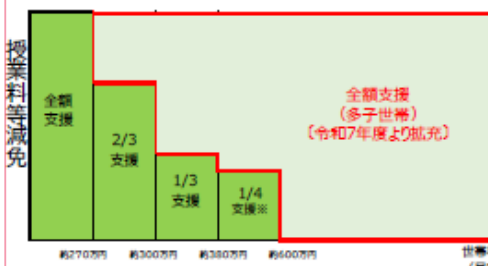 授業料等減免
全額
支援
2/3
支援
1/3
支援
1/4
支援※
全額支援
(多子世帯)
〔令和7年度より拡充〕
約270万円
約300万円
約380万円
約600万円
世帯